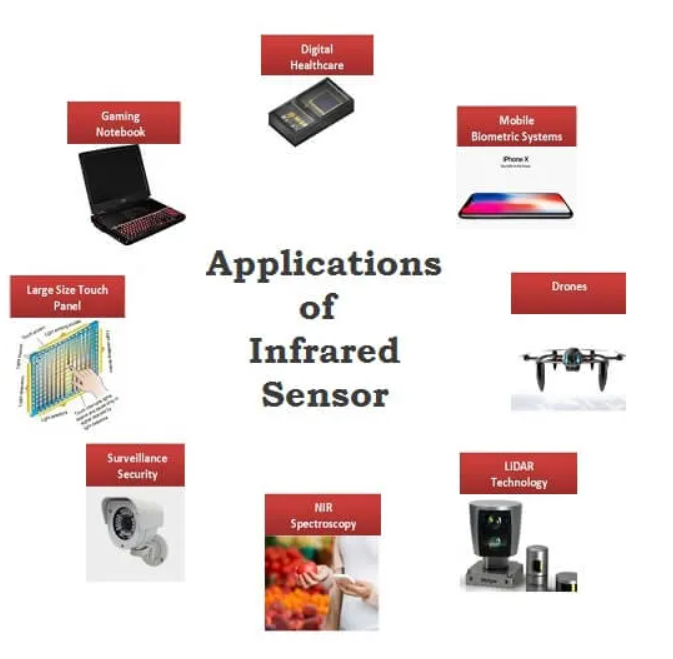 Digital
Healthcare
Gaming
Notebook
Mobile
Biometric Systems
iPhone X
Applications
of
Infrared
Sensor
Large Size Touch
Panel
Drones
Surveillance
Security
NIR
Spectroscopy
LiDAR
Technology